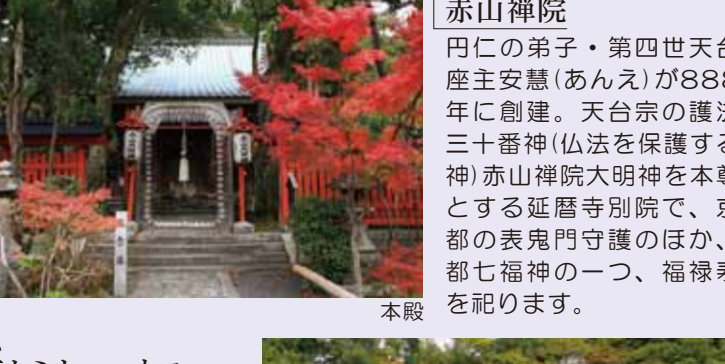 赤山禅院
円仁の弟子・第四世天台
座主安慧(あんえ)が888
年に創建。天台宗の護法
三十番神(仏法を保護する
神)赤山禅院大明神を本尊
とする延暦寺別院で、京
都の表鬼門守護のほか、
都七福神の一つ、福禄寿
を祀ります。
本殿